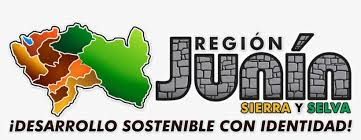 REGIÓN
Junín
SIERRA Y SELVA
¡DESARROLLO SOSTENIBLE CON IDENTIDAD!